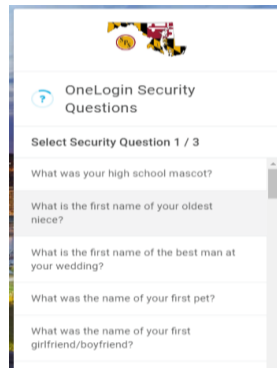 OneLogin Security
Questions
Select Security Question 1 / 3
What was your high school mascot?
What is the first name of your oldest
niece?
What is the first name of the best man at
your wedding?
What was the name of your first pet?
What was the name of your first
girlfriend/boyfriend?